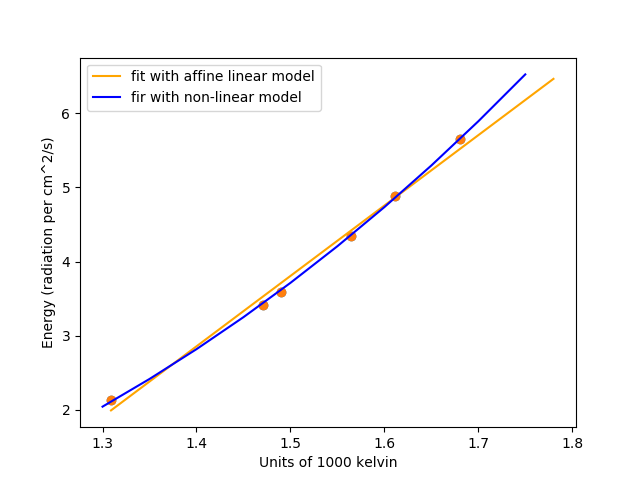 fit with affine linear model
fir with non-linear model
Energy (radiation per cm^2/s)
6
5
4
3
2
1.3 1.4 1.5 1.6 1.7 1.8
Units of 1000 kelvin